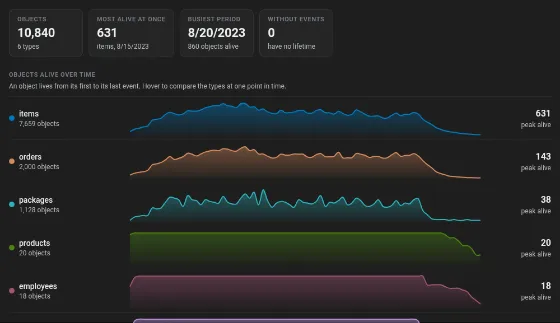 OBJECTS
10,840
6 types
MOST ALIVE AT ONCE
631
items, 8/15/2023
BUSIEST PERIOD
8/20/2023
860 objects alive
WITHOUT EVENTS
0
have no lifetime
OBJECTS ALIVE OVER TIME
An object lives from its first to its last event. Hover to compare the types at one point in time.
items
7,659 objects
631
peak alive
orders
2,000 objects
143
peak alive
packages
1,128 objects
38
peak alive
products
20 objects
20
peak alive
employees
18 objects
18
peak alive